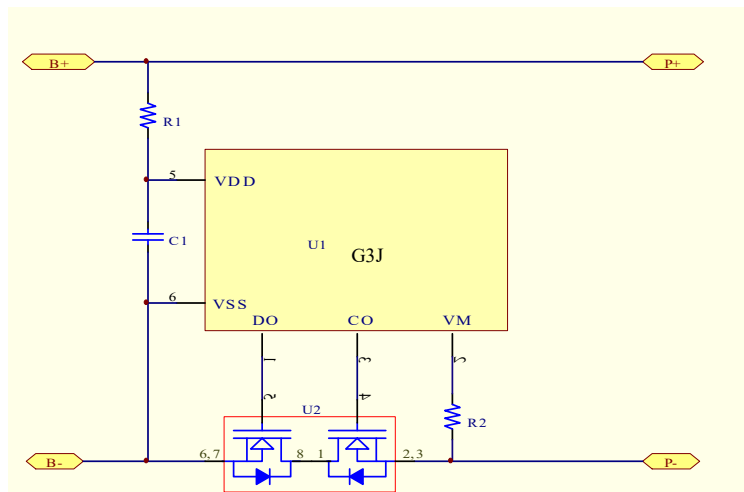 B+
P+
R1
5
VDD
C1
U1
G3J
6
VSS
DO
CO
VM
1
3
2
5
4
U2
R2
B-
6,7
8
1
2,3
P-